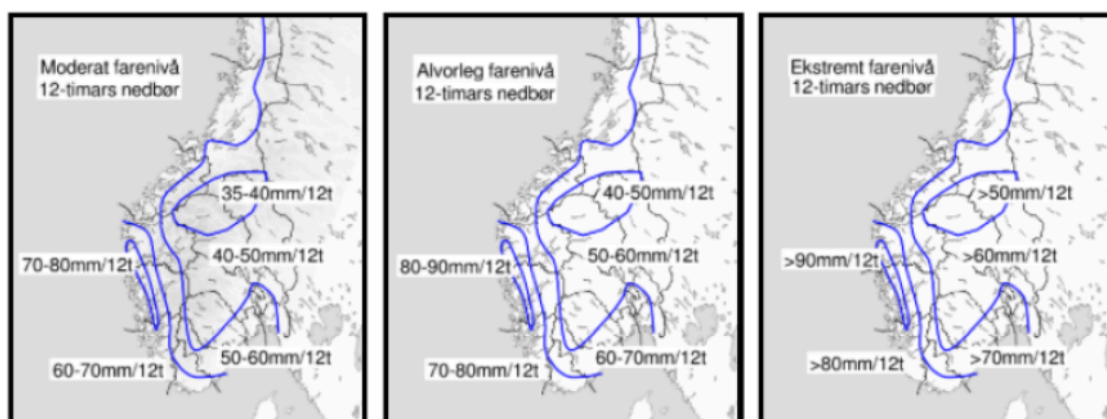 Moderat farenivå
12-timars nedbør
35-40mm/12t
40-50mm/12t
70-80mm/12t
50-60mm/12t
60-70mm/12t
Alvorleg farenivå
12-timars nedbør
40-50mm/12t
50-60mm/12t
80-90mm/12t
60-70mm/12t
70-80mm/12t
Ekstremt farenivå
12-timars nedbør
>50mm/12t
>60mm/12t
>90mm/12t
>70mm/12t
>80mm/12t